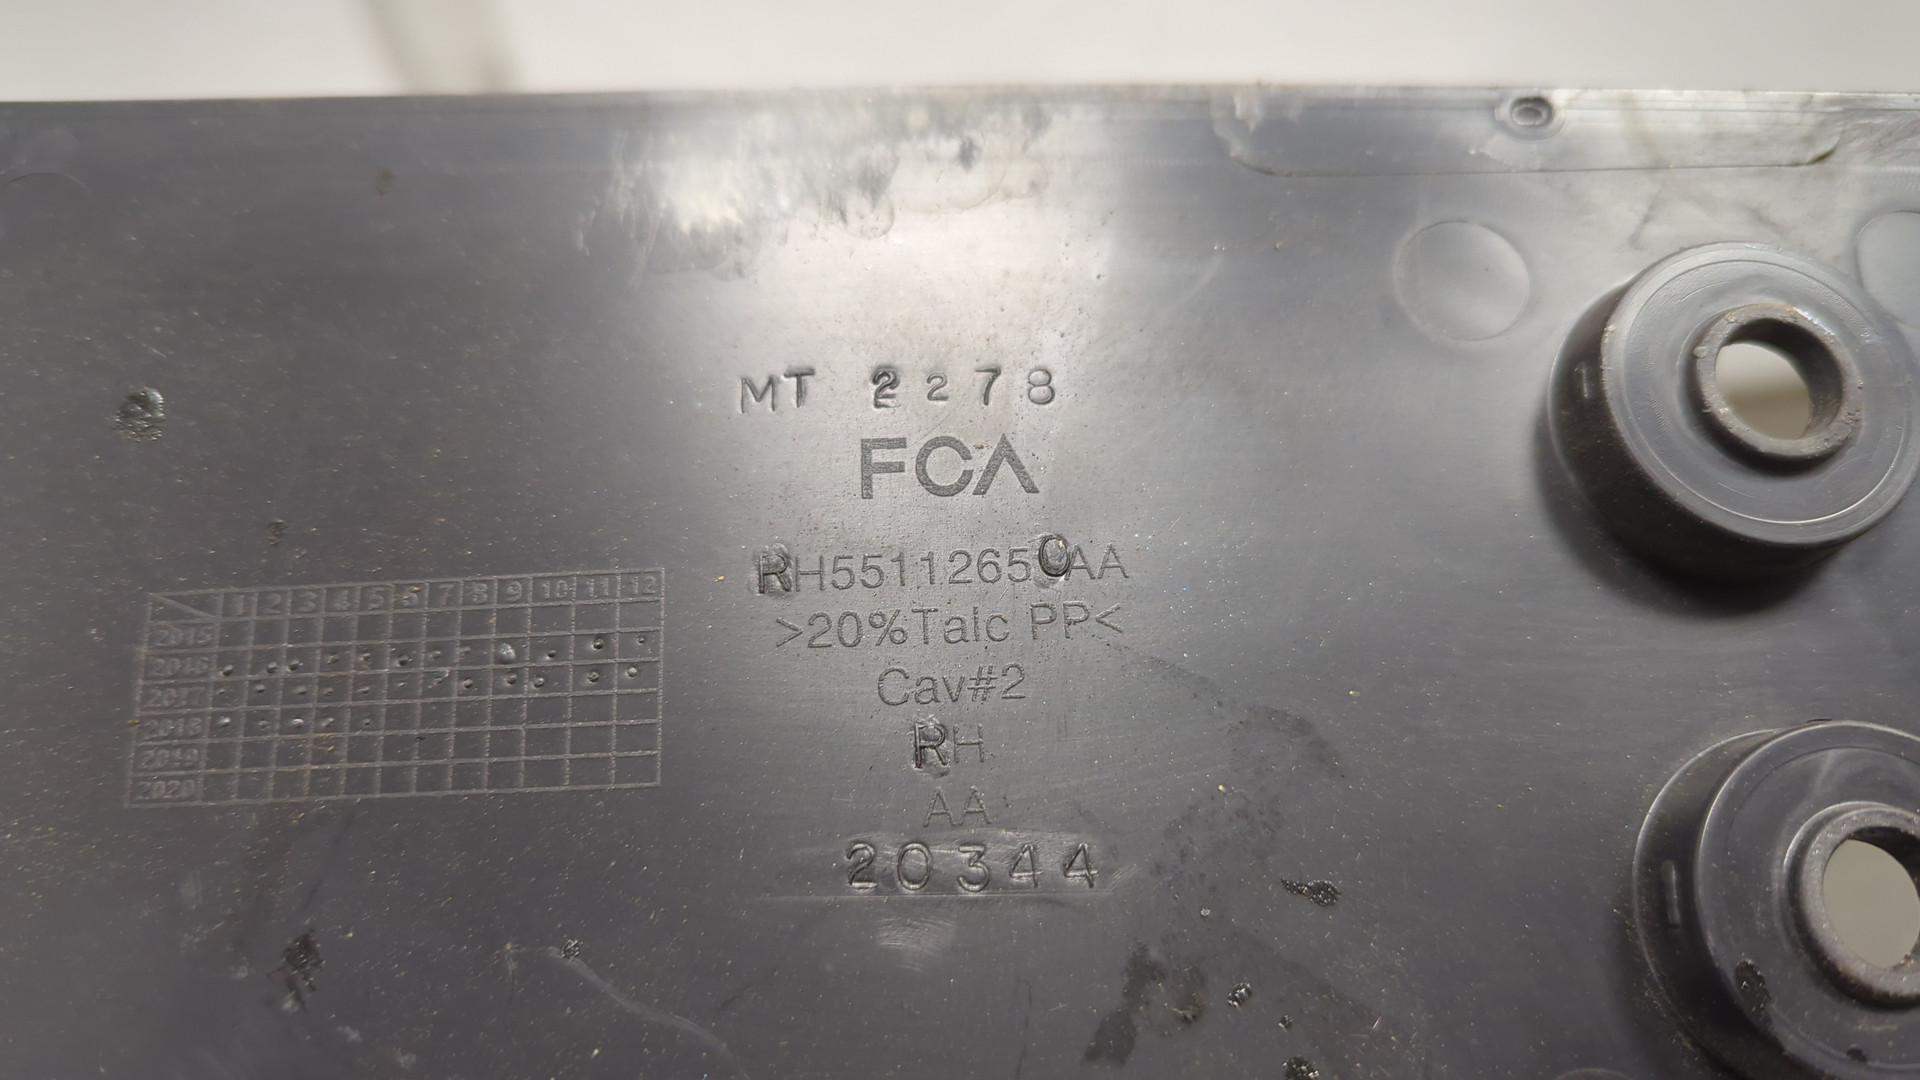 MT 2278
FCA
RH55112650AA
>20%Talc PP<
Cav#2
RH
AA
20344
1 2 3 4 5 6 7 8 9 10 11 12
2015
2016
2017
2018
2019
2020